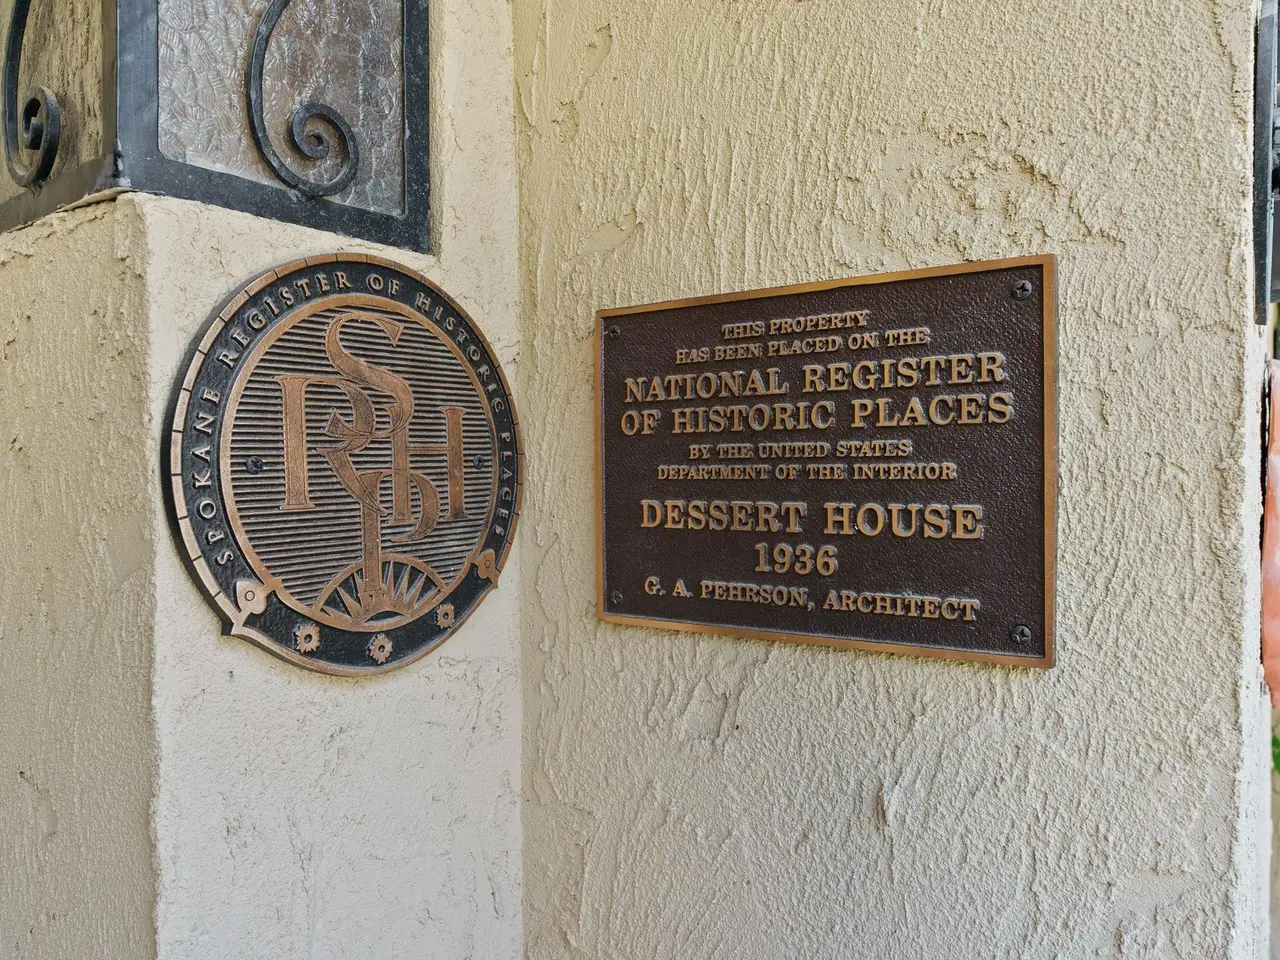 SPOKANE REGISTER OF HISTORIC PLACES
SRHP
THIS PROPERTY
HAS BEEN PLACED ON THE
NATIONAL REGISTER
OF HISTORIC PLACES
BY THE UNITED STATES
DEPARTMENT OF THE INTERIOR
DESSERT HOUSE
1936
G. A. PEHRSON, ARCHITECT